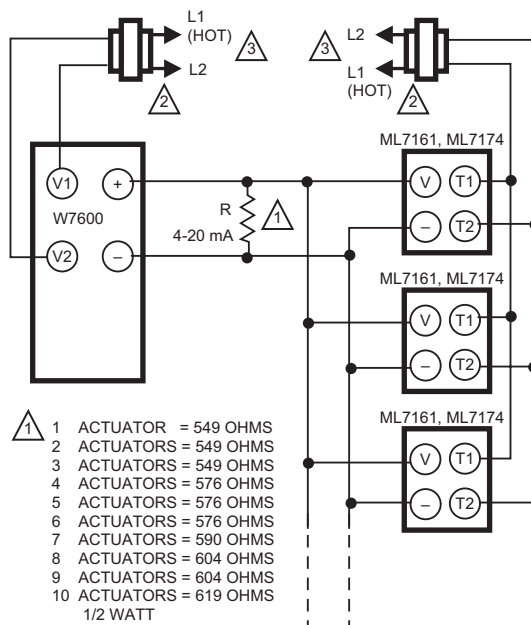 L1
(HOT)
3
L2
2
3
L2
L1
(HOT)
2
V1
+
W7600
V2
–
R
4-20 mA
1
ML7161, ML7174
V
T1
–
T2
ML7161, ML7174
V
T1
–
T2
ML7161, ML7174
V
T1
–
T2
1
1 ACTUATOR = 549 OHMS
2 ACTUATORS = 549 OHMS
3 ACTUATORS = 549 OHMS
4 ACTUATORS = 576 OHMS
5 ACTUATORS = 576 OHMS
6 ACTUATORS = 576 OHMS
7 ACTUATORS = 590 OHMS
8 ACTUATORS = 604 OHMS
9 ACTUATORS = 604 OHMS
10 ACTUATORS = 619 OHMS
1/2 WATT